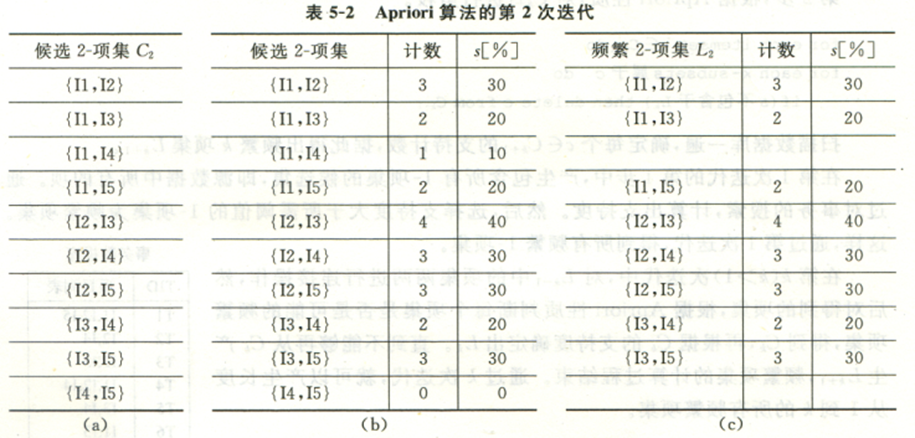 表 5-2 Apriori 算法的第 2 次迭代
候选 2-项集 C₂ 候选 2-项集 计数 s[%] 频繁 2-项集 L₂ 计数 s[%]
{I1,I2} {I1,I2} 3 30 {I1,I2} 3 30
{I1,I3} {I1,I3} 2 20 {I1,I3} 2 20
{I1,I4} {I1,I4} 1 10
{I1,I5} {I1,I5} 2 20 {I1,I5} 2 20
{I2,I3} {I2,I3} 4 40 {I2,I3} 4 40
{I2,I4} {I2,I4} 3 30 {I2,I4} 3 30
{I2,I5} {I2,I5} 3 30 {I2,I5} 3 30
{I3,I4} {I3,I4} 2 20 {I3,I4} 2 20
{I3,I5} {I3,I5} 3 30 {I3,I5} 3 30
{I4,I5} {I4,I5} 0 0
(a) (b) (c)